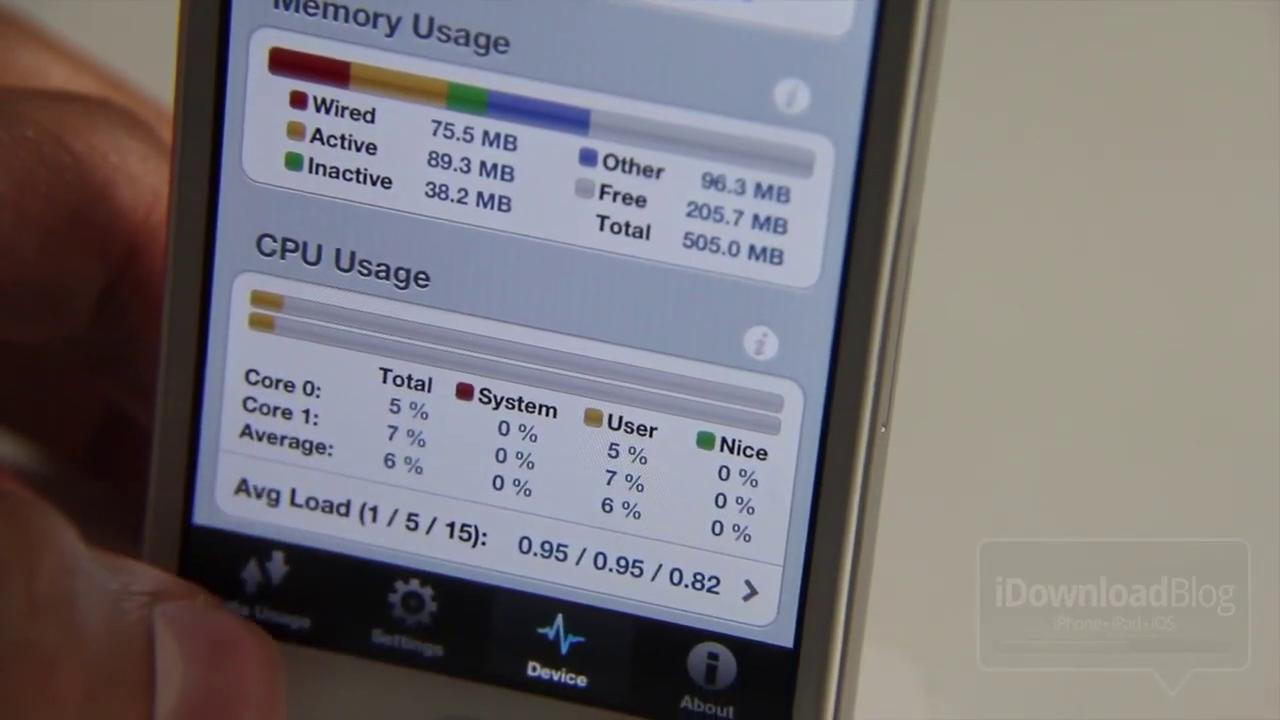 Memory Usage
Wired 75.5 MB
Active 89.3 MB
Inactive 38.2 MB
Other 96.3 MB
Free 205.7 MB
Total 505.0 MB
CPU Usage
Total System User Nice
Core 0: 5 % 0 % 5 % 0 %
Core 1: 7 % 0 % 7 % 0 %
Average: 6 % 0 % 6 % 0 %
Avg Load (1 / 5 / 15): 0.95 / 0.95 / 0.82
Usage
Settings
Device
About
iDownloadBlog
iPhone • iPad • iOS